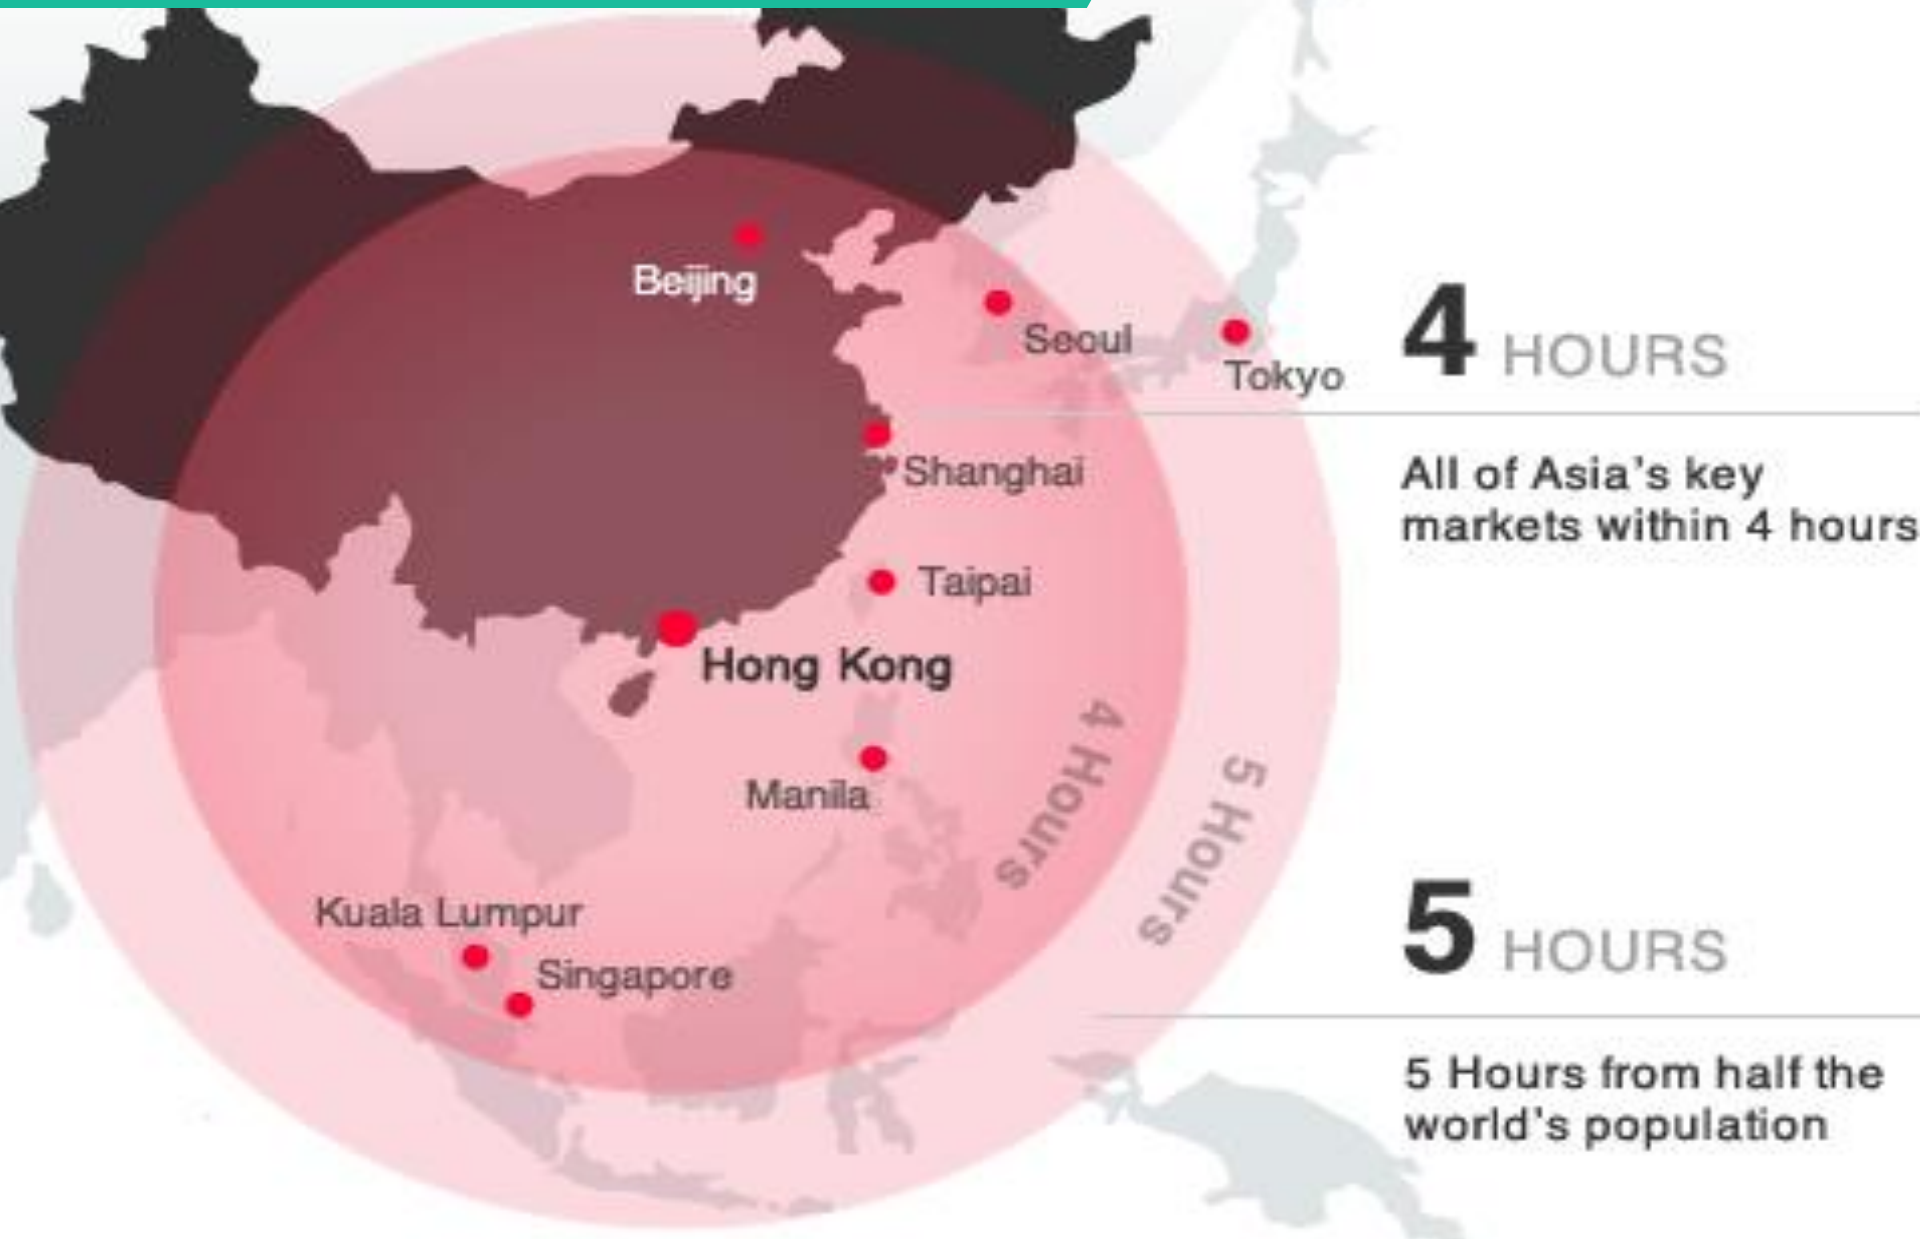 Beijing
Seoul
Tokyo
Shanghai
Taipai
Hong Kong
Manila
Kuala Lumpur
Singapore
4 Hours
5 Hours
4 HOURS
All of Asia's key
markets within 4 hours
5 HOURS
5 Hours from half the
world's population